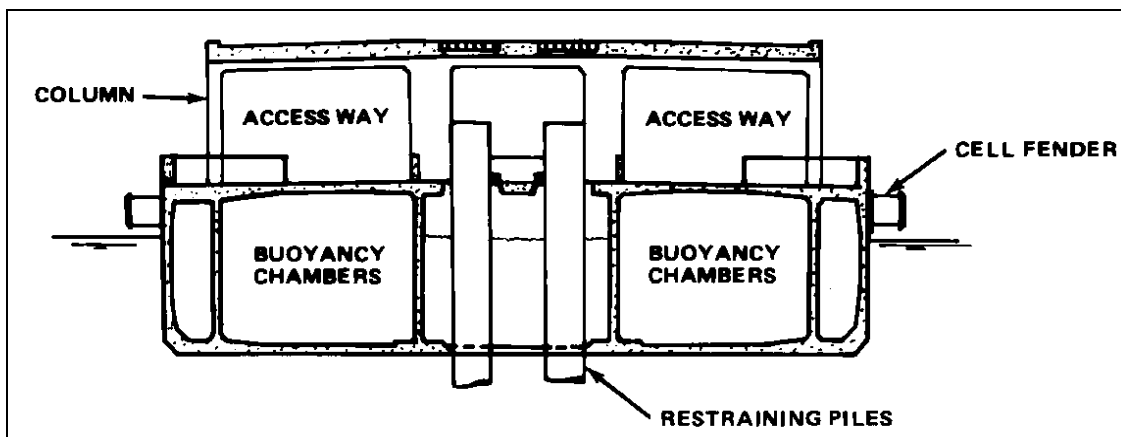 COLUMN
ACCESS WAY
ACCESS WAY
CELL FENDER
BUOYANCY
CHAMBERS
BUOYANCY
CHAMBERS
RESTRAINING PILES